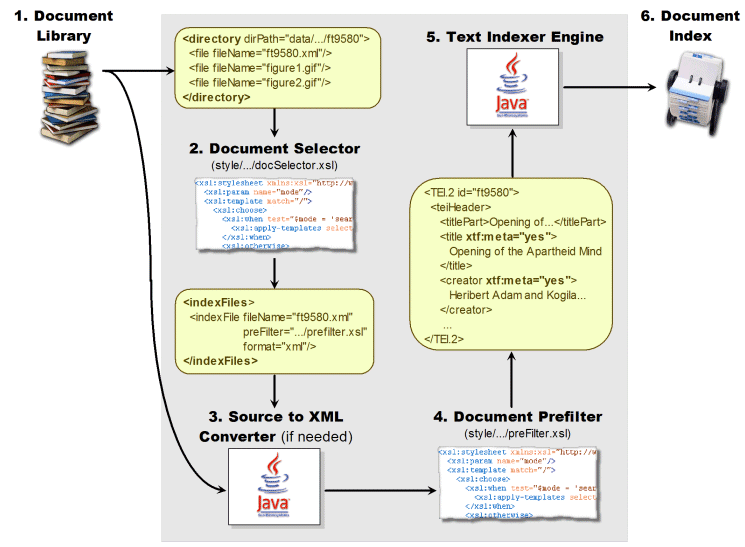 1. Document
Library
<directory dirPath="data/.../ft9580">
<file fileName="ft9580.xml"/>
<file fileName="figure1.gif"/>
<file fileName="figure2.gif"/>
</directory>
2. Document Selector
(style/.../docSelector.xsl)
<xsl:stylesheet xmlns:xsl="http://w
<xsl:param name="mode"/>
<xsl:template match="/">
<xsl:choose>
<xsl:when test="$mode = 'sear
<xsl:apply-templates select
</xsl:when>
<xsl:otherwise>
<indexFiles>
<indexFile fileName="ft9580.xml"
preFilter=".../prefilter.xsl"
format="xml"/>
</indexFiles>
3. Source to XML
Converter (if needed)
Java
4. Document Prefilter
(style/.../preFilter.xsl)
<xsl:stylesheet xmlns:xsl="http://w
<xsl:param name="mode"/>
<xsl:template match="/">
<xsl:choose>
<xsl:when test="$mode = 'sear
<xsl:apply-templates select
</xsl:when>
<xsl:otherwise>
<TEI.2 id="ft9580">
<teiHeader>
<titlePart>Opening of...</titlePart>
<title xtf:meta="yes">
Opening of the Apartheid Mind
</title>
<creator xtf:meta="yes">
Heribert Adam and Kogila...
</creator>
...
</TEI.2>
5. Text Indexer Engine
Java
6. Document
Index